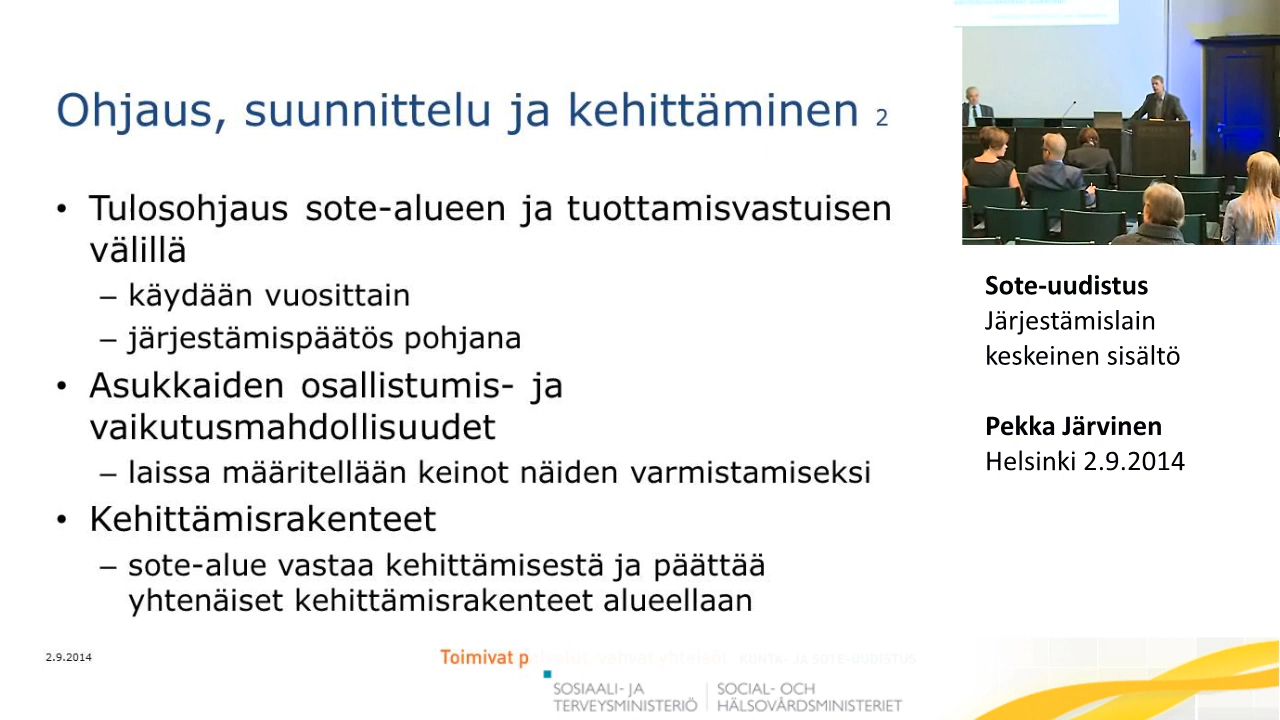 Ohjaus, suunnittelu ja kehittäminen 2
• Tulosohjaus sote-alueen ja tuottamisvastuisen
välillä
– käydään vuosittain
– järjestämispäätös pohjana
• Asukkaiden osallistumis- ja
vaikutusmahdollisuudet
– laissa määritellään keinot näiden varmistamiseksi
• Kehittämisrakenteet
– sote-alue vastaa kehittämisestä ja päättää
yhtenäiset kehittämisrakenteet alueellaan
2.9.2014
Toimivat p
KUNTA- JA SOTE-UUDISTUS
SOSIAALI- JA
TERVEYSMINISTERIÖ
SOCIAL- OCH
HÄLSOVÅRDSMINISTERIET
Sote-uudistus
Järjestämislain
keskeinen sisältö
Pekka Järvinen
Helsinki 2.9.2014